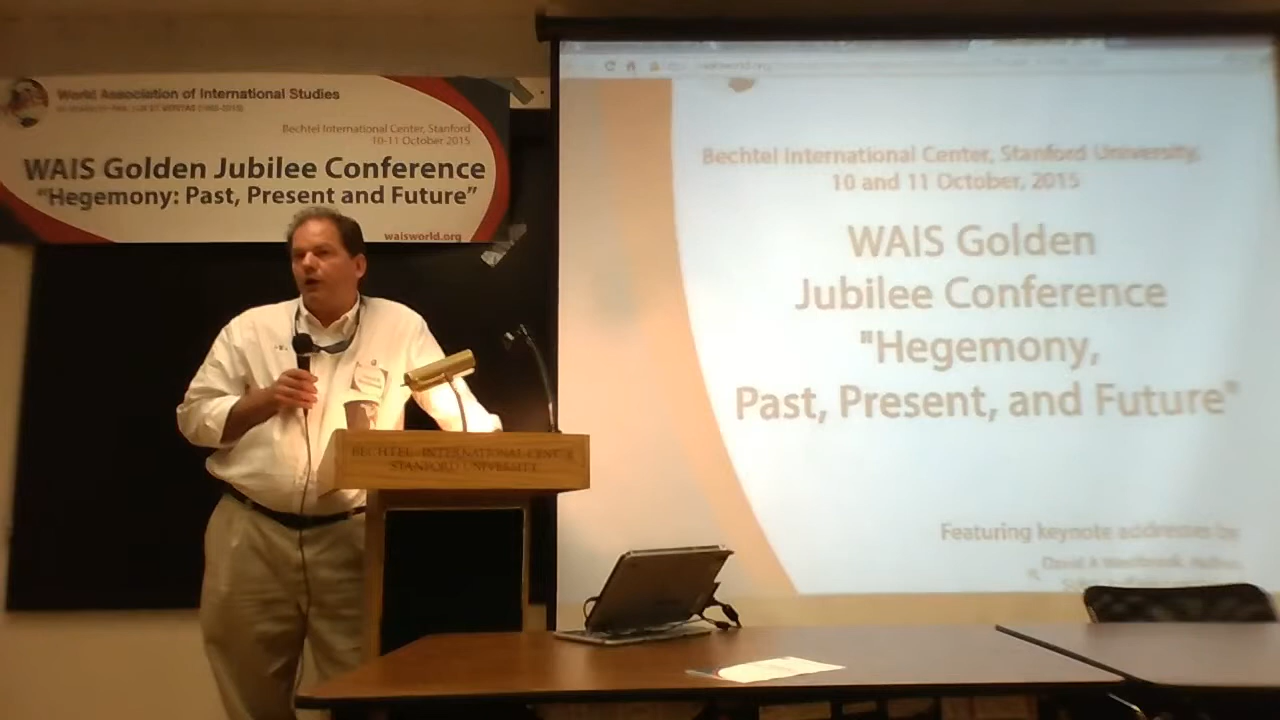 World Association of International Studies
Bechtel International Center, Stanford
10-11 October 2015
WAIS Golden Jubilee Conference
“Hegemony: Past, Present and Future”
waisworld.org
Bechtel International Center, Stanford University,
10 and 11 October, 2015
WAIS Golden
Jubilee Conference
"Hegemony,
Past, Present, and Future"
Featuring keynote addresses by
BECHTEL INTERNATIONAL CENTER
STANFORD UNIVERSITY